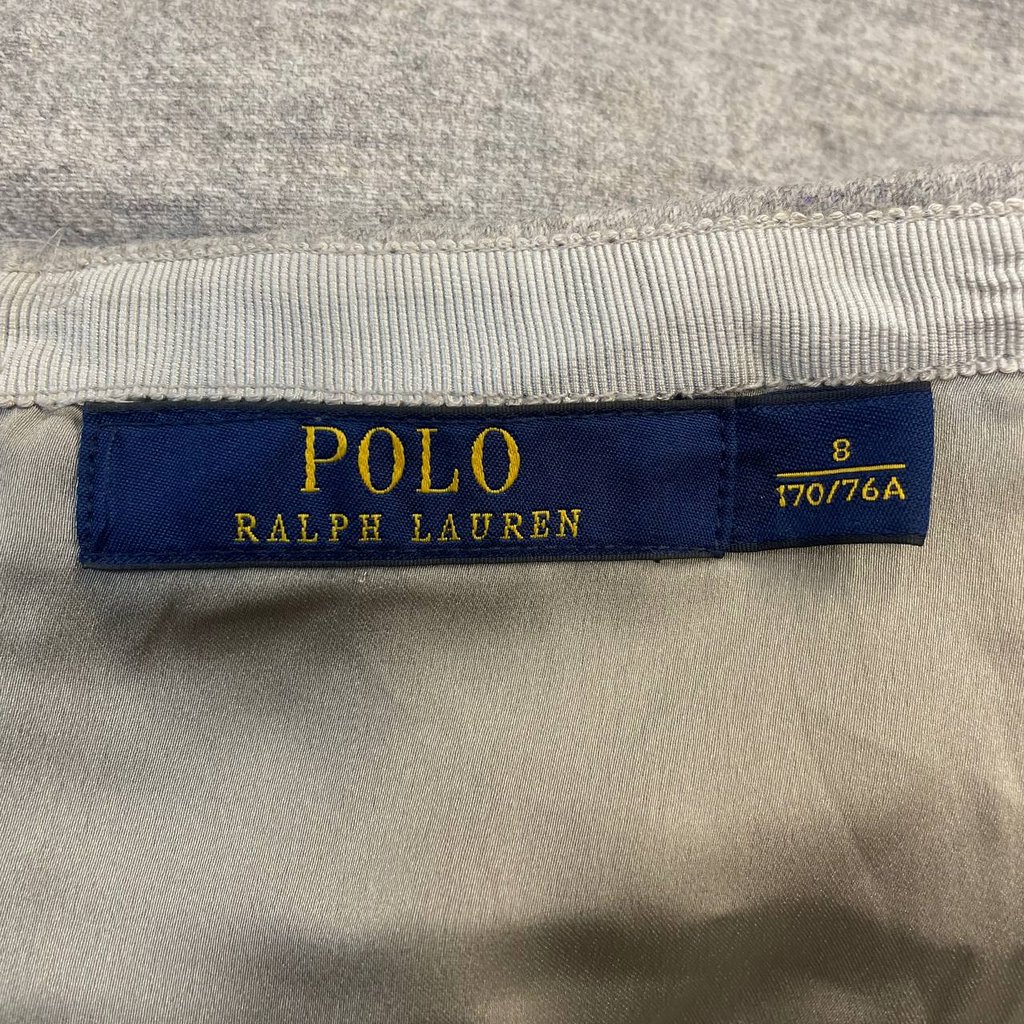 POLO
RALPH LAUREN
8
170/76A